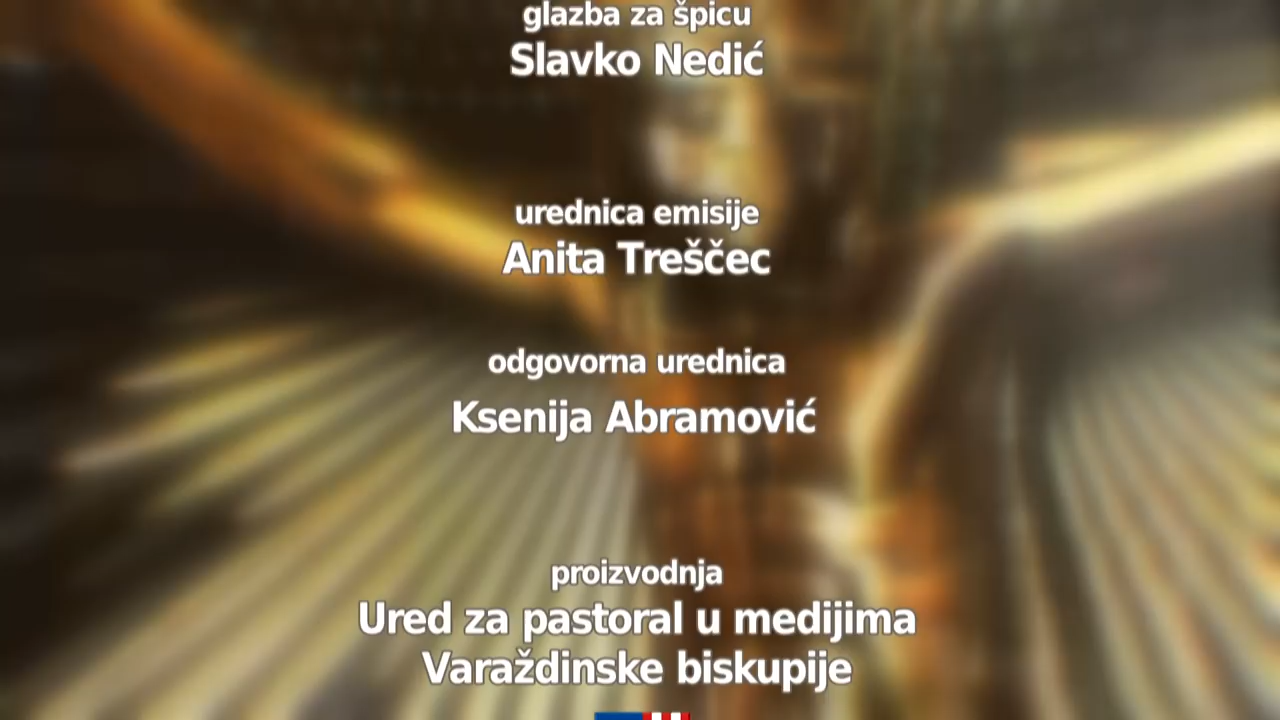 glazba za špicu
Slavko Nedić
urednica emisije
Anita Treščec
odgovorna urednica
Ksenija Abramović
proizvodnja
Ured za pastoral u medijima
Varaždinske biskupije